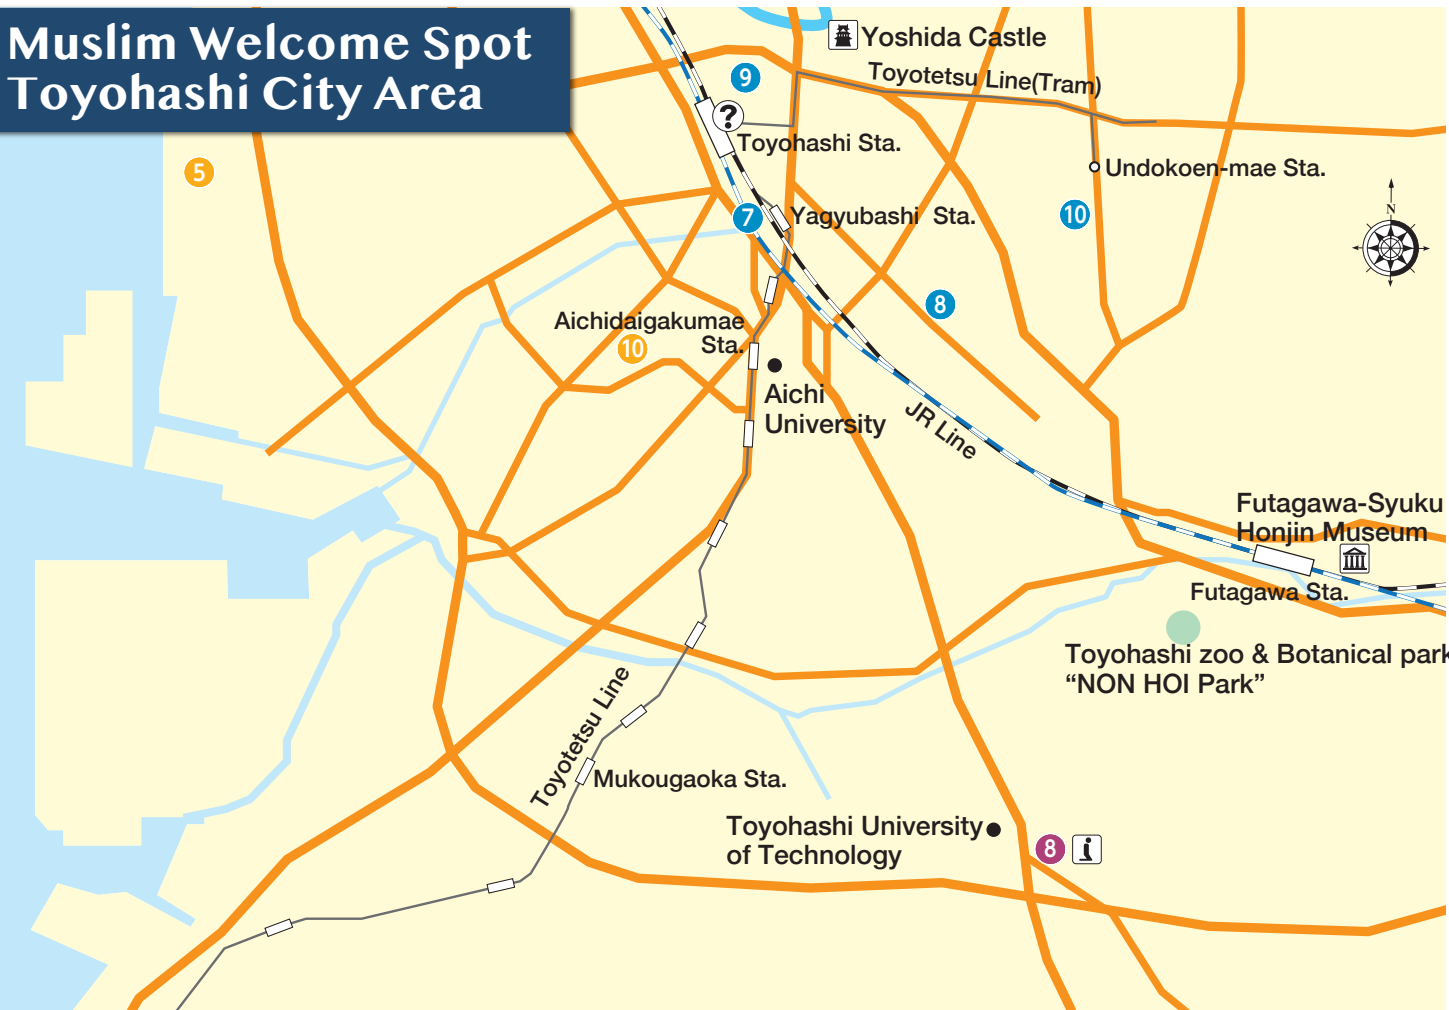 Muslim Welcome Spot
Toyohashi City Area
Yoshida Castle
9
Toyotetsu Line(Tram)
?
Toyohashi Sta.
Undokoen-mae Sta.
5
7
Yagyubashi Sta.
10
N
8
Aichidaigakumae
Sta.
10
Aichi
University
JR Line
Futagawa-Syuku
Honjin Museum
Futagawa Sta.
Toyohashi zoo & Botanical park
“NON HOI Park”
Toyotetsu Line
Mukougaoka Sta.
Toyohashi University
of Technology
8